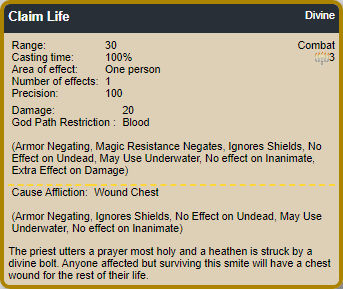 Claim Life Divine
Range: 30 Combat
Casting time: 100% 3
Area of effect: One person
Number of effects: 1
Precision: 100
Damage: 20
God Path Restriction : Blood
(Armor Negating, Magic Resistance Negates, Ignores Shields, No
Effect on Undead, May Use Underwater, No effect on Inanimate,
Extra Effect on Damage)
Cause Affliction: Wound Chest
(Armor Negating, Ignores Shields, No Effect on Undead, May Use
Underwater, No effect on Inanimate)
The priest utters a prayer most holy and a heathen is struck by a
divine bolt. Anyone affected but surviving this smite will have a chest
wound for the rest of their life.